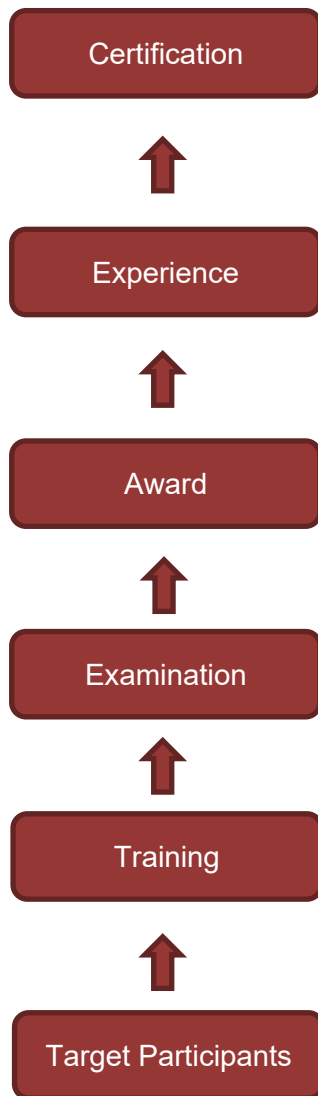 Certification
Experience
Award
Examination
Training
Target Participants